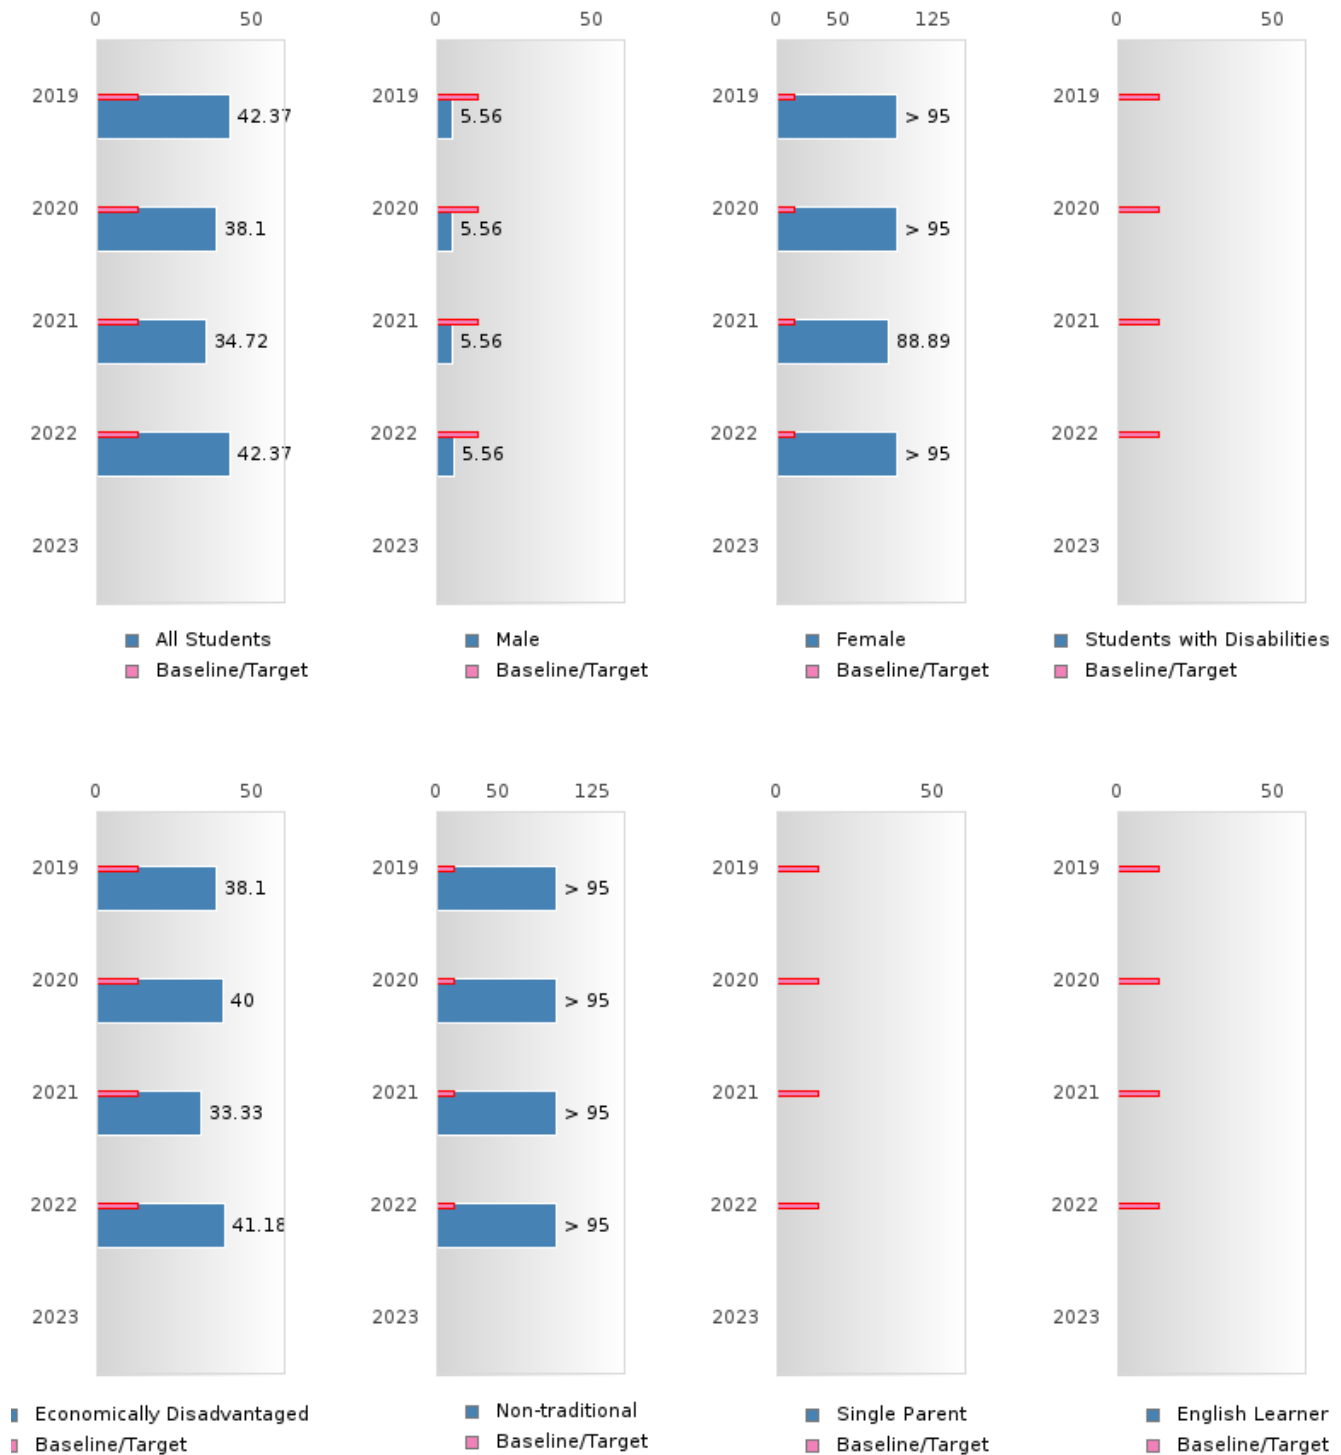 0 50 0 50 0 50 125 0 50
2019 42.37 2019 5.56 2019 > 95 2019
2020 38.1 2020 5.56 2020 > 95 2020
2021 34.72 2021 5.56 2021 88.89 2021
2022 42.37 2022 5.56 2022 > 95 2022
2023 2023 2023 2023
All Students Male Female Students with Disabilities
Baseline/Target Baseline/Target Baseline/Target Baseline/Target
0 50 0 50 125 0 50 0 50
2019 38.1 2019 > 95 2019 2019
2020 40 2020 > 95 2020 2020
2021 33.33 2021 > 95 2021 2021
2022 41.18 2022 > 95 2022 2022
2023 2023 2023 2023
Economically Disadvantaged Non-traditional Single Parent English Learner
Baseline/Target Baseline/Target Baseline/Target Baseline/Target